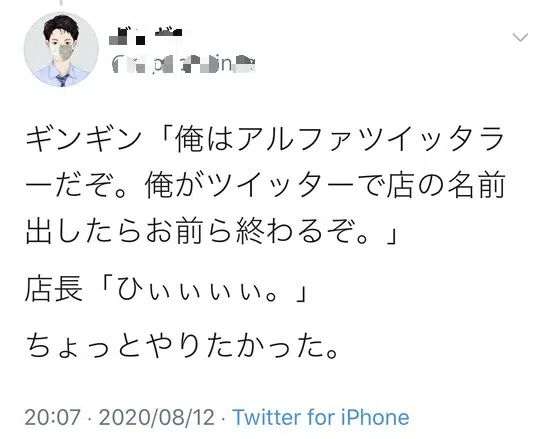 ギンギン「俺はアルファツイッタラ
ーだぞ。俺がツイッターで店の名前
出したらお前ら終わるぞ。」
店長「ひぃぃぃぃ。」
ちょっとやりたかった。
20:07 · 2020/08/12 · Twitter for iPhone